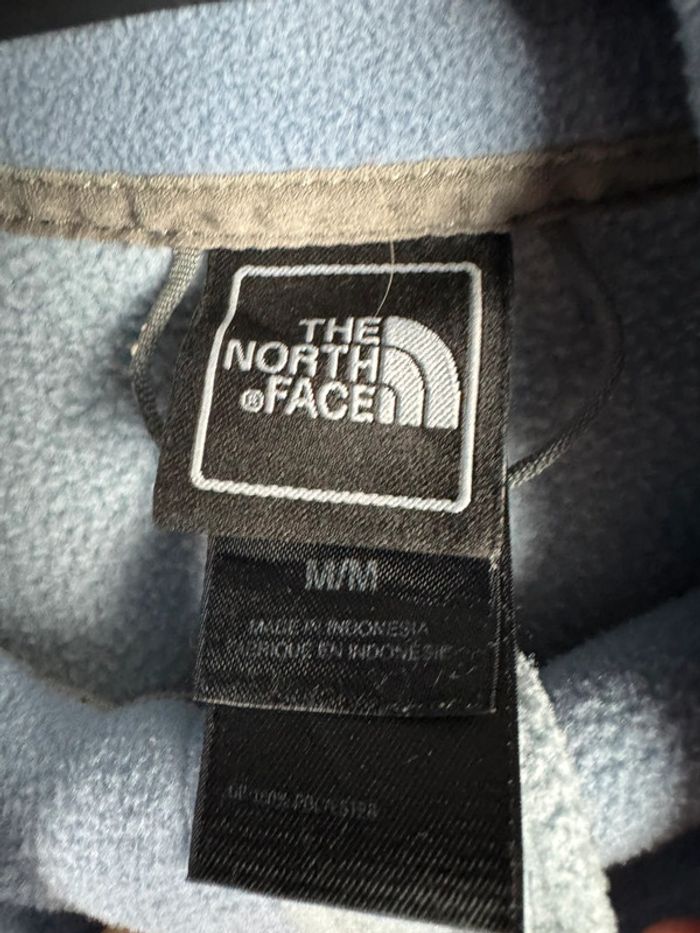 THE
NORTH
®FACE
M/M
MADE IN INDONESIA
FABRIQUÉ EN INDONÉSIE
100% POLYESTER